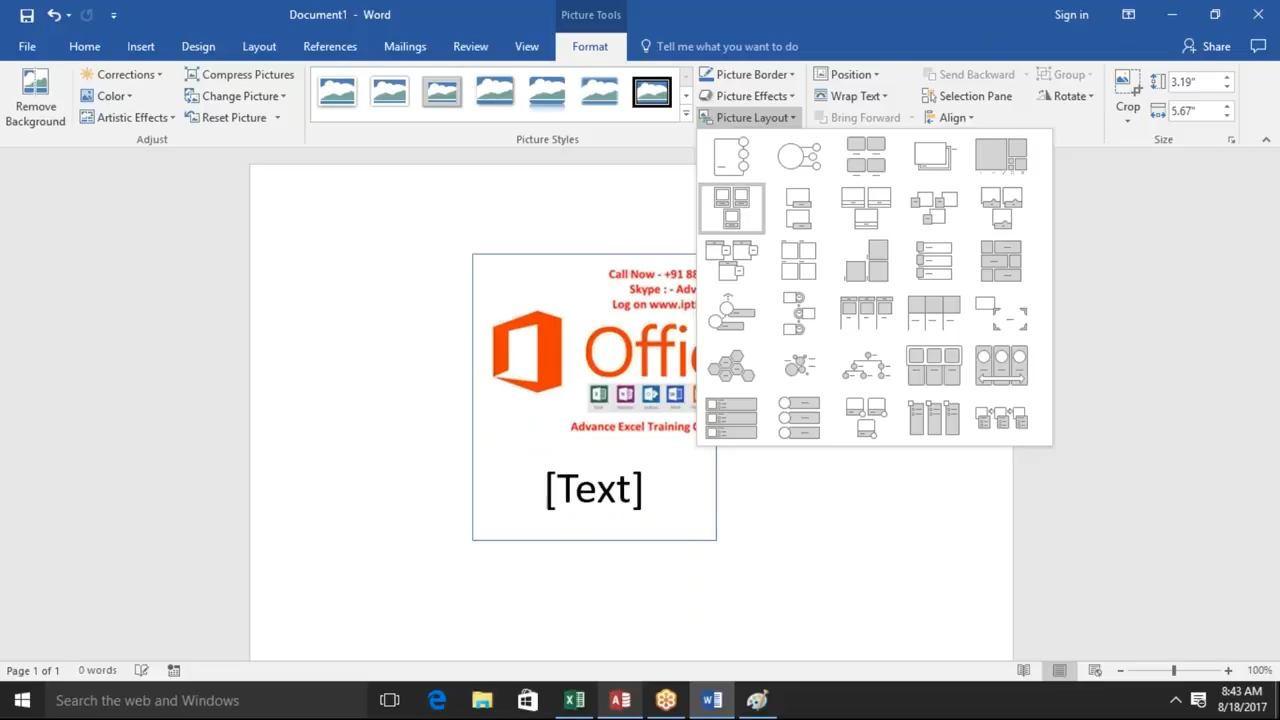 Document1 - Word
Picture Tools
Sign in
File
Home
Insert
Design
Layout
References
Mailings
Review
View
Format
Tell me what you want to do
Share
Remove
Background
Corrections
Color
Artistic Effects
Compress Pictures
Change Picture
Reset Picture
Adjust
Picture Styles
Picture Border
Picture Effects
Picture Layout
Position
Wrap Text
Bring Forward
Send Backward
Selection Pane
Align
Group
Rotate
Crop
3.19"
5.67"
Size
Call Now - +91 88
Skype : - Adv
Log on www.ipt
Offi
Advance Excel Training
[Text]
Page 1 of 1
0 words
100%
Search the web and Windows
8:43 AM
8/18/2017